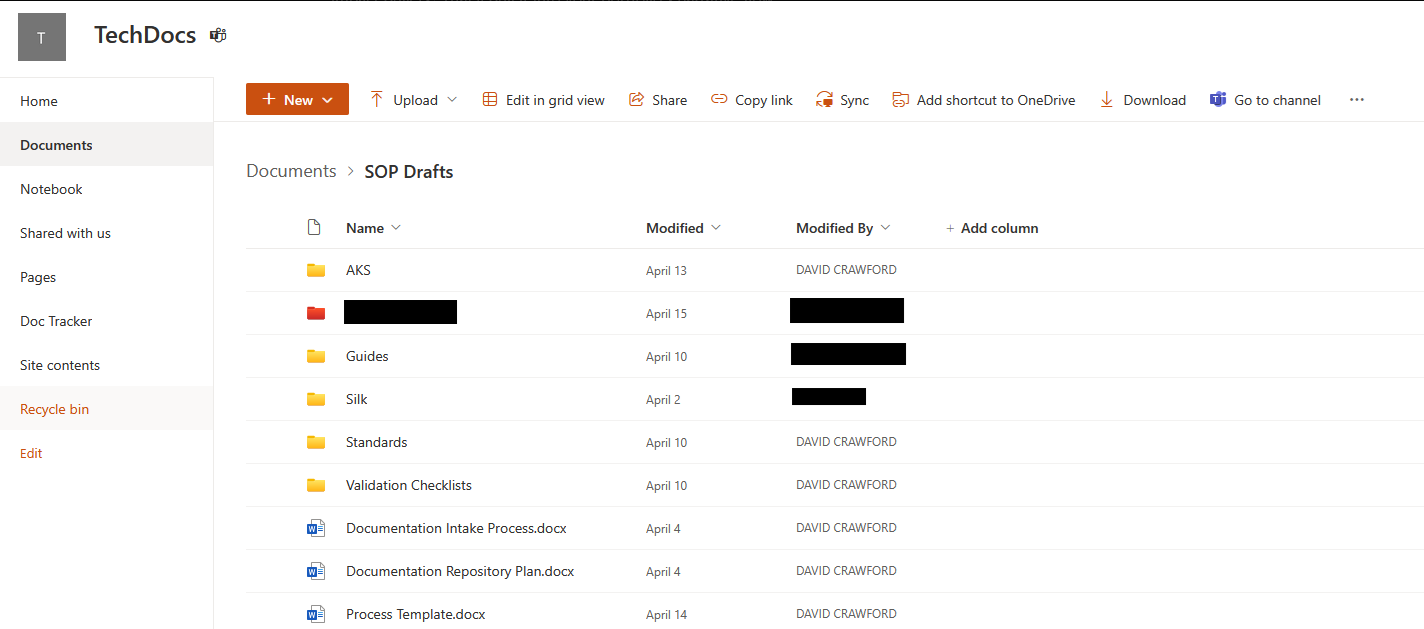 T
TechDocs
Home
Documents
Notebook
Shared with us
Pages
Doc Tracker
Site contents
Recycle bin
Edit
+ New Upload Edit in grid view Share Copy link Sync Add shortcut to OneDrive Download Go to channel ...
Documents > SOP Drafts
Name Modified Modified By + Add column
AKS April 13 DAVID CRAWFORD
April 15
Guides April 10
Silk April 2
Standards April 10 DAVID CRAWFORD
Validation Checklists April 10 DAVID CRAWFORD
Documentation Intake Process.docx April 4 DAVID CRAWFORD
Documentation Repository Plan.docx April 4 DAVID CRAWFORD
Process Template.docx April 14 DAVID CRAWFORD